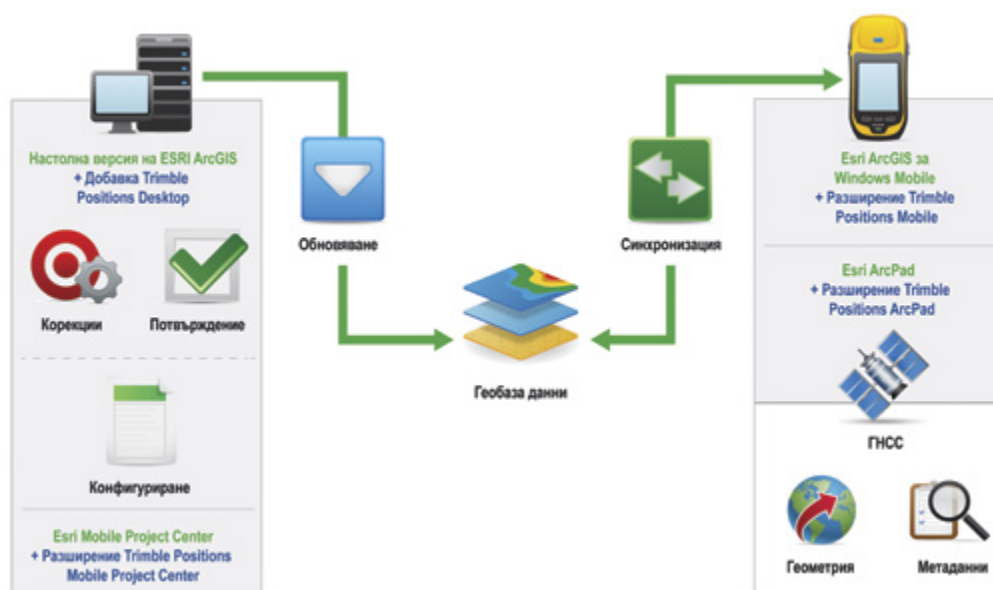 Настолна версия на ESRI ArcGIS
+ Добавка Trimble
Positions Desktop
Корекции
Потвърждение
Конфигуриране
Esri Mobile Project Center
+ Разширение Trimble Positions
Mobile Project Center
Обновяване
Геобаза данни
Синхронизация
Esri ArcGIS за
Windows Mobile
+ Разширение Trimble
Positions Mobile
Esri ArcPad
+ Разширение Trimble
Positions ArcPad
ГНСС
Геометрия
Метаданни